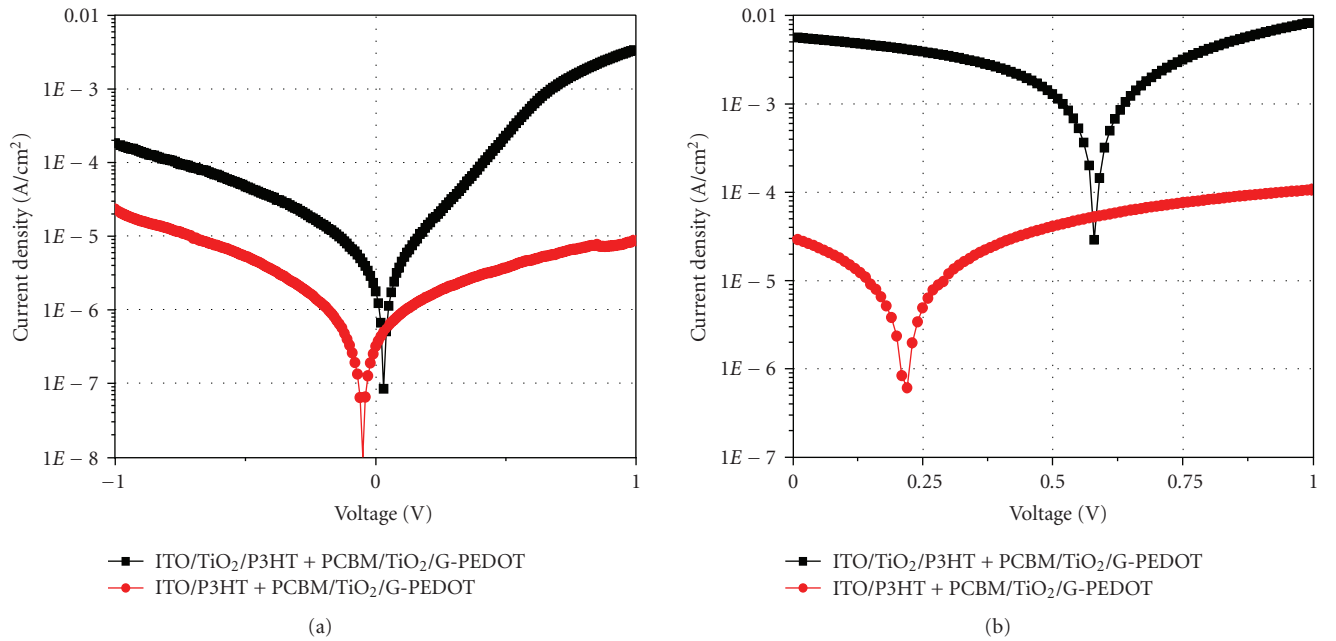 0.01
1E − 3
1E − 4
1E − 5
1E − 6
1E − 7
1E − 8
Current density (A/cm²)
−1
0
1
Voltage (V)
ITO/TiO₂/P3HT + PCBM/TiO₂/G-PEDOT
ITO/P3HT + PCBM/TiO₂/G-PEDOT
(a)
0.01
1E − 3
1E − 4
1E − 5
1E − 6
1E − 7
Current density (A/cm²)
0
0.25
0.5
0.75
1
Voltage (V)
ITO/TiO₂/P3HT + PCBM/TiO₂/G-PEDOT
ITO/P3HT + PCBM/TiO₂/G-PEDOT
(b)